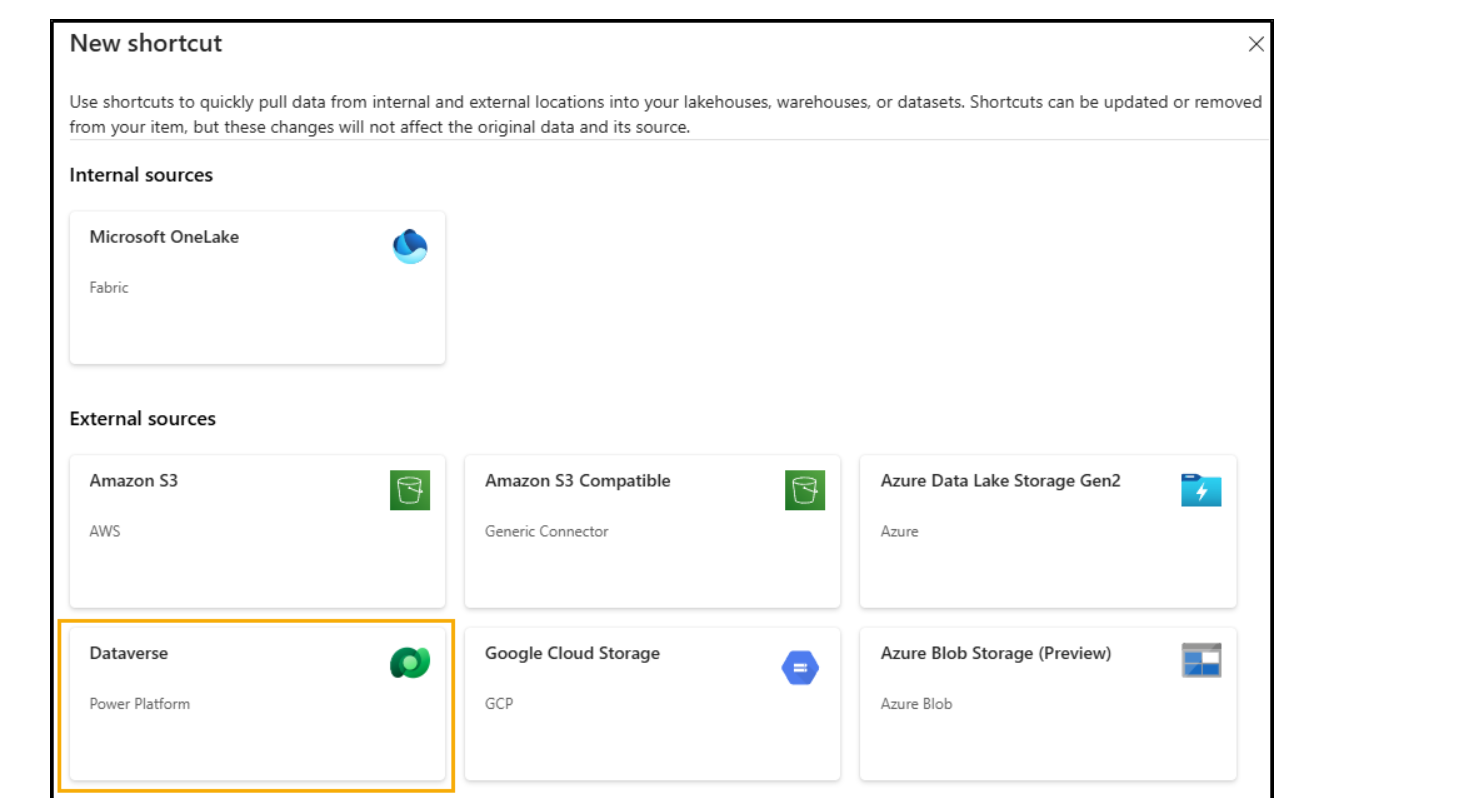 New shortcut
Use shortcuts to quickly pull data from internal and external locations into your lakehouses, warehouses, or datasets. Shortcuts can be updated or removed
from your item, but these changes will not affect the original data and its source.
Internal sources
Microsoft OneLake
Fabric
External sources
Amazon S3
AWS
Amazon S3 Compatible
Generic Connector
Azure Data Lake Storage Gen2
Azure
Dataverse
Power Platform
Google Cloud Storage
GCP
Azure Blob Storage (Preview)
Azure Blob